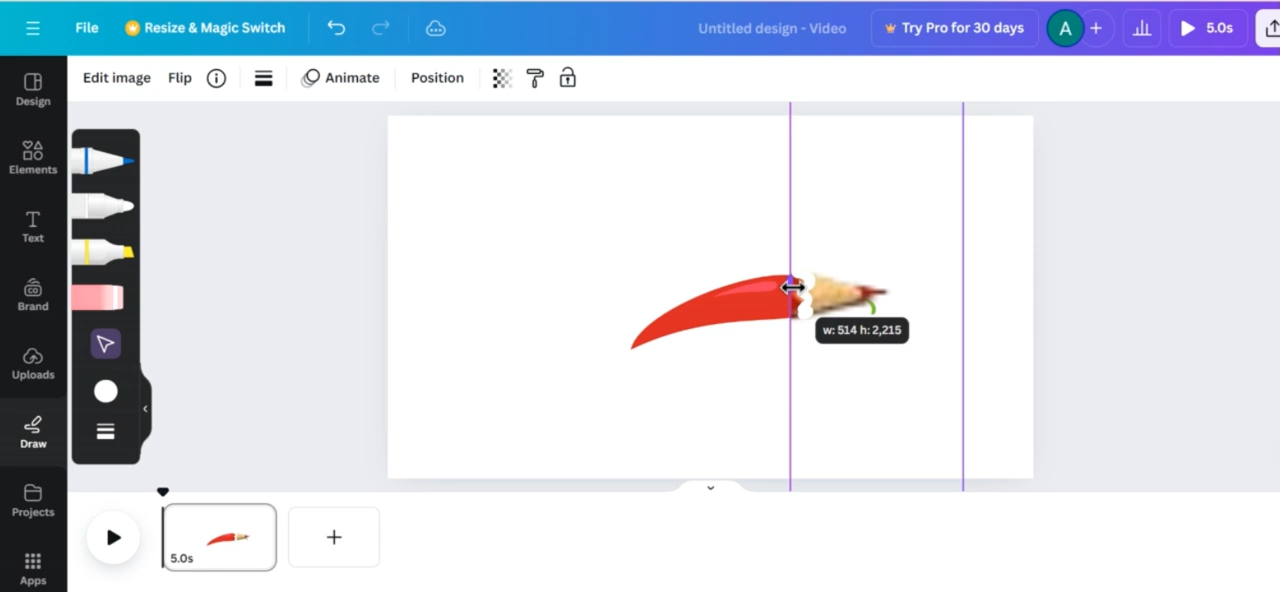 File
Resize & Magic Switch
Untitled design - Video
Try Pro for 30 days
A
5.0s
Edit image
Flip
Animate
Position
Design
Elements
Text
CO
Brand
Uploads
Draw
Projects
Apps
w: 514 h: 2,215
5.0s